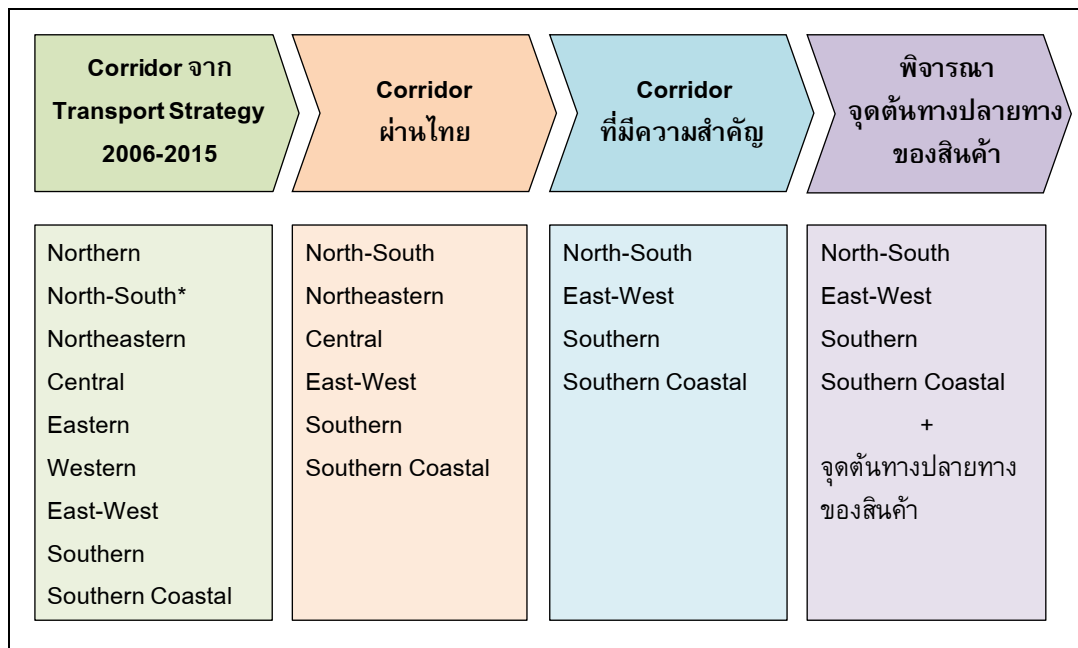 Corridor จาก
Transport Strategy
2006-2015
Corridor
ผ่านไทย
Corridor
ที่มีความสำคัญ
พิจารณา
จุดต้นทางปลายทาง
ของสินค้า
Northern
North-South*
Northeastern
Central
Eastern
Western
East-West
Southern
Southern Coastal
North-South
Northeastern
Central
East-West
Southern
Southern Coastal
North-South
East-West
Southern
Southern Coastal
North-South
East-West
Southern
Southern Coastal
+
จุดต้นทางปลายทาง
ของสินค้า